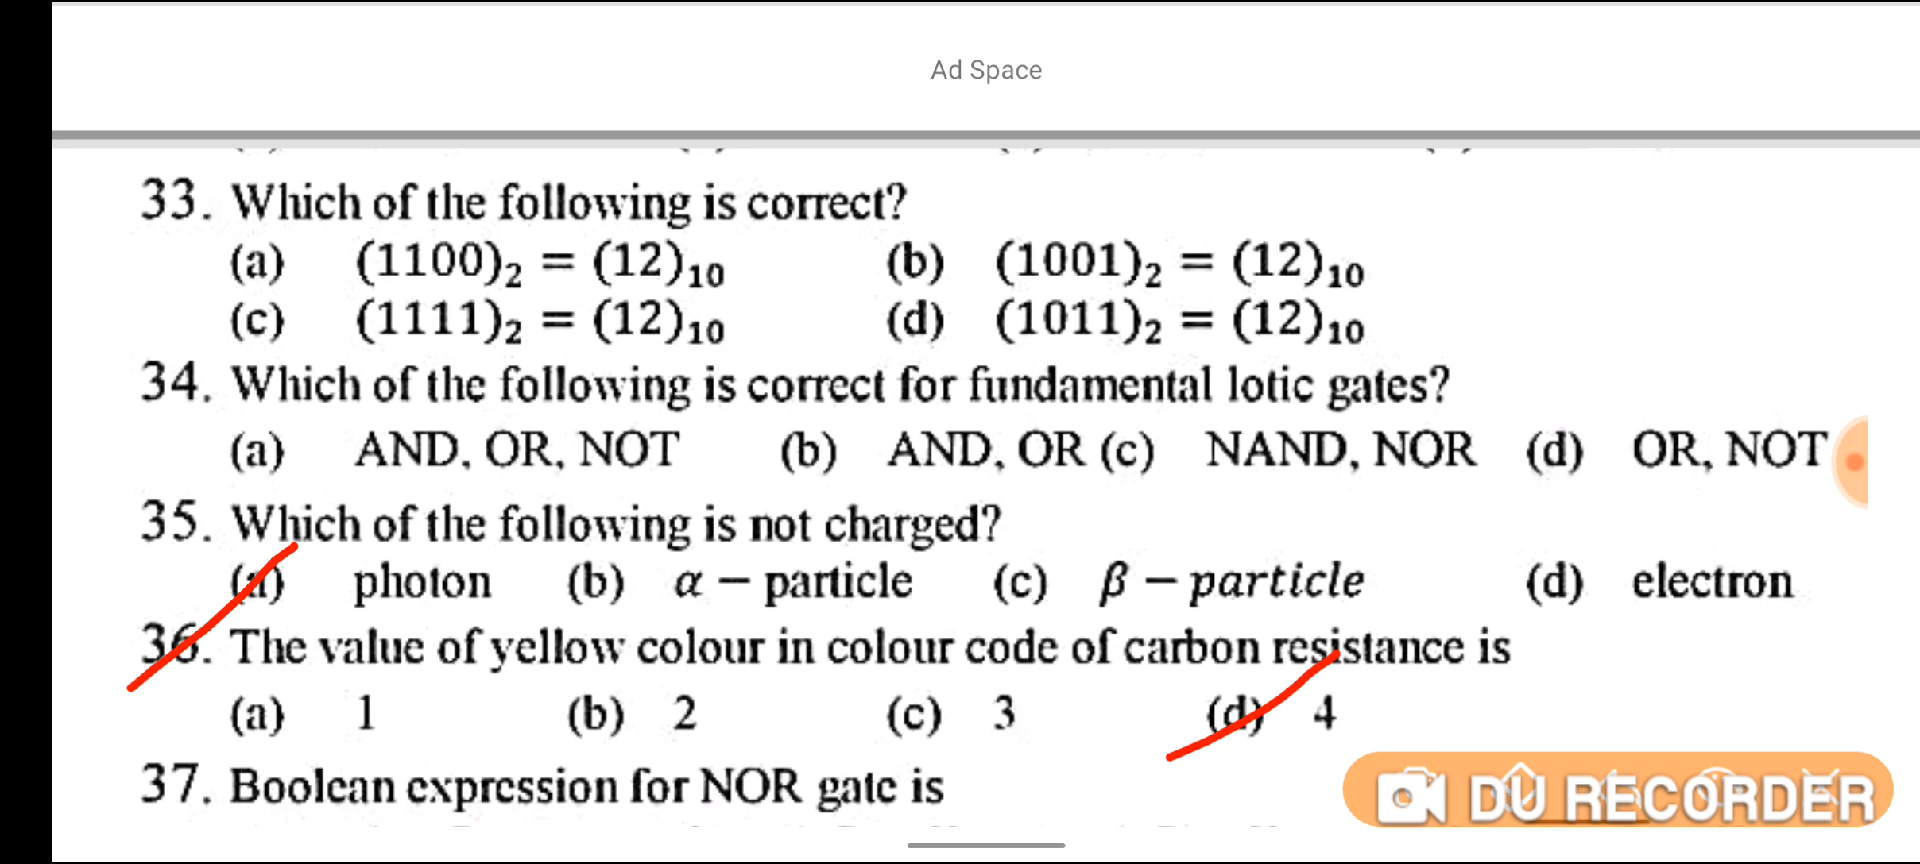 Ad Space
33. Which of the following is correct?
(a) (1100)₂ = (12)₁₀ (b) (1001)₂ = (12)₁₀
(c) (1111)₂ = (12)₁₀ (d) (1011)₂ = (12)₁₀
34. Which of the following is correct for fundamental lotic gates?
(a) AND, OR, NOT (b) AND, OR (c) NAND, NOR (d) OR, NOT
35. Which of the following is not charged?
(a) photon (b) α – particle (c) β – particle (d) electron
36. The value of yellow colour in colour code of carbon resistance is
(a) 1 (b) 2 (c) 3 (d) 4
37. Boolean expression for NOR gate is
DU RECORDER